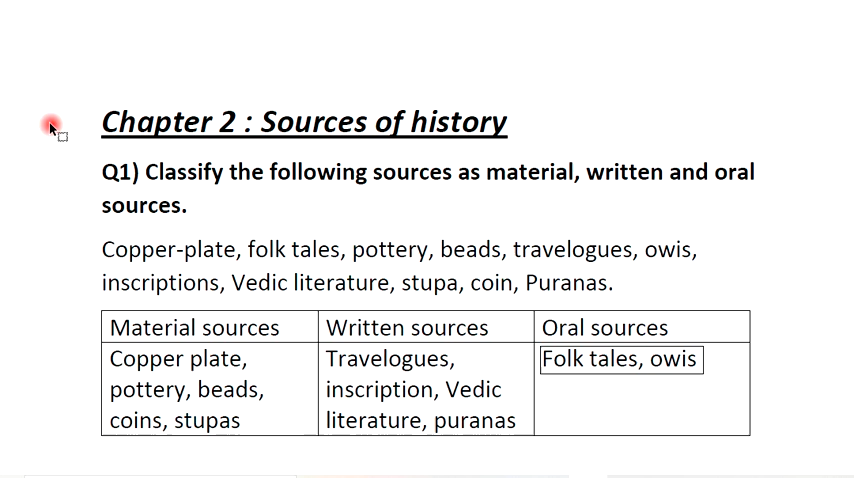 Chapter 2 : Sources of history
Q1) Classify the following sources as material, written and oral
sources.
Copper-plate, folk tales, pottery, beads, travelogues, owis,
inscriptions, Vedic literature, stupa, coin, Puranas.
Material sources Written sources Oral sources
Copper plate, Travelogues, Folk tales, owis
pottery, beads, inscription, Vedic
coins, stupas literature, puranas